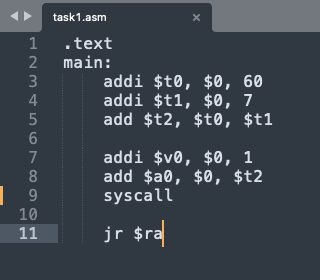 task1.asm
1 .text
2 main:
3     addi $t0, $0, 60
4     addi $t1, $0, 7
5     add $t2, $t0, $t1
6
7     addi $v0, $0, 1
8     add $a0, $0, $t2
9     syscall
10
11     jr $ra